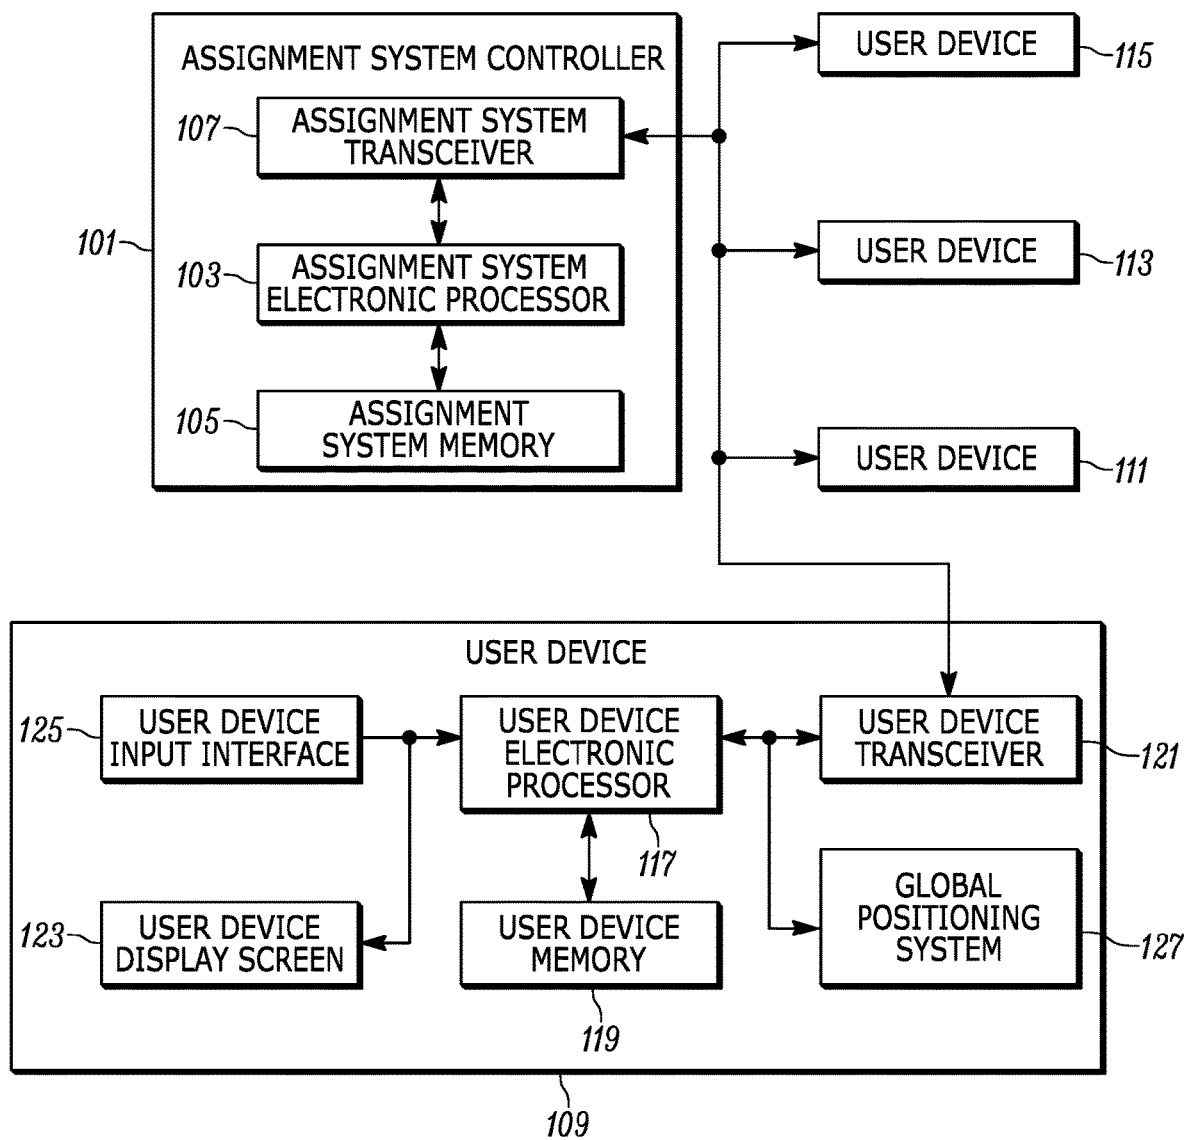 ASSIGNMENT SYSTEM CONTROLLER
107
ASSIGNMENT SYSTEM
TRANSCEIVER
101
103
ASSIGNMENT SYSTEM
ELECTRONIC PROCESSOR
105
ASSIGNMENT
SYSTEM MEMORY
USER DEVICE
115
USER DEVICE
113
USER DEVICE
111
USER DEVICE
125
USER DEVICE
INPUT INTERFACE
USER DEVICE
ELECTRONIC
PROCESSOR
117
USER DEVICE
TRANSCEIVER
121
123
USER DEVICE
DISPLAY SCREEN
USER DEVICE
MEMORY
119
GLOBAL
POSITIONING
SYSTEM
127
109